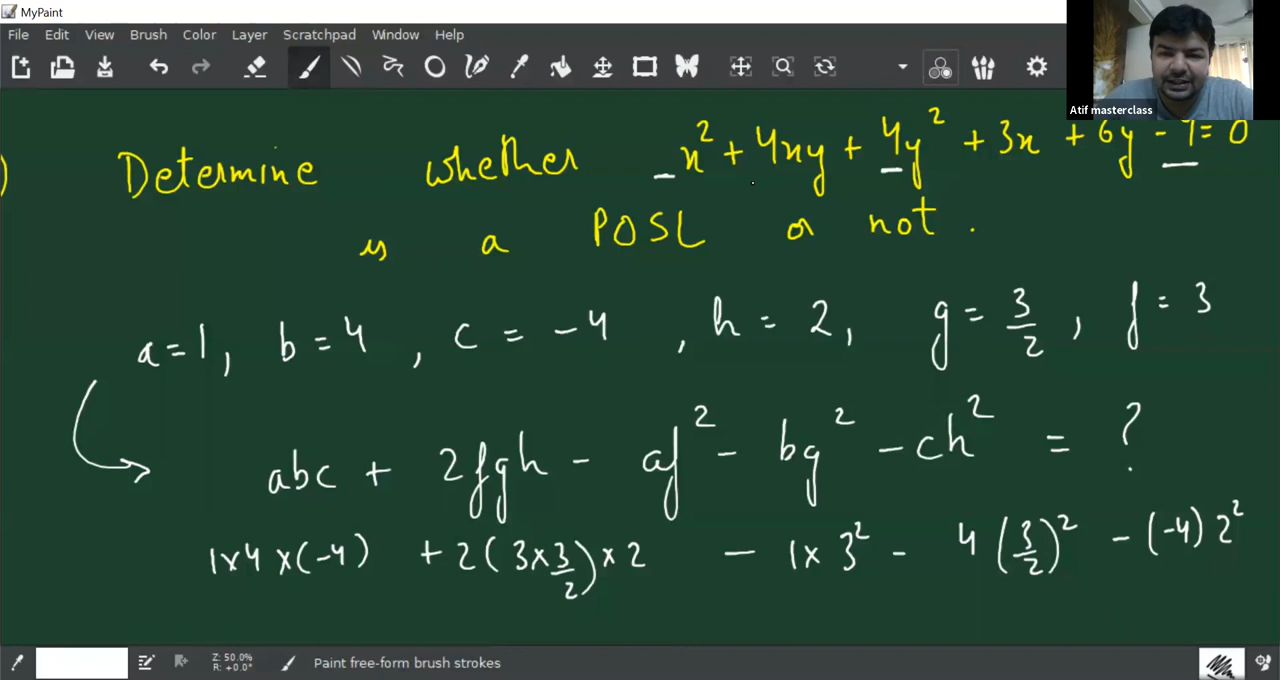 MyPaint
File Edit View Brush Color Layer Scratchpad Window Help
Atif masterclass
) Determine whether x² + 4xy + 4y² + 3x + 6y - 4 = 0
is a POSL or not.
a=1, b=4, c = -4, h = 2, g = 3/2, f = 3
abc + 2fgh - af² - bg² - ch² = ?
1×4×(-4) + 2(3×3/2)×2 - 1×3² - 4(3/2)² - (-4)2²
Z: 50.0%
R: +0.0°
Paint free-form brush strokes